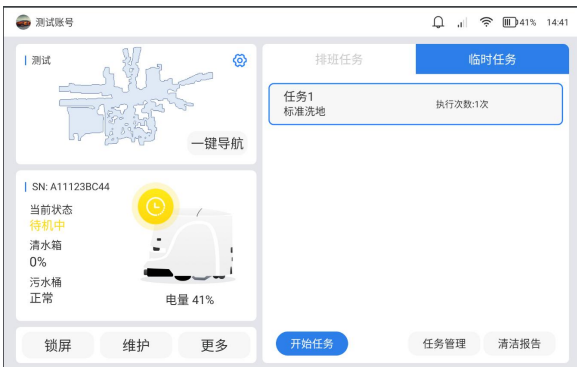 测试账号
41% 14:41
测试
一键导航
SN: A11123BC44
当前状态
待机中
清水箱
0%
污水桶
正常
电量 41%
锁屏 维护 更多
排班任务 临时任务
任务1
标准洗地
执行次数:1次
开始任务 任务管理 清洁报告